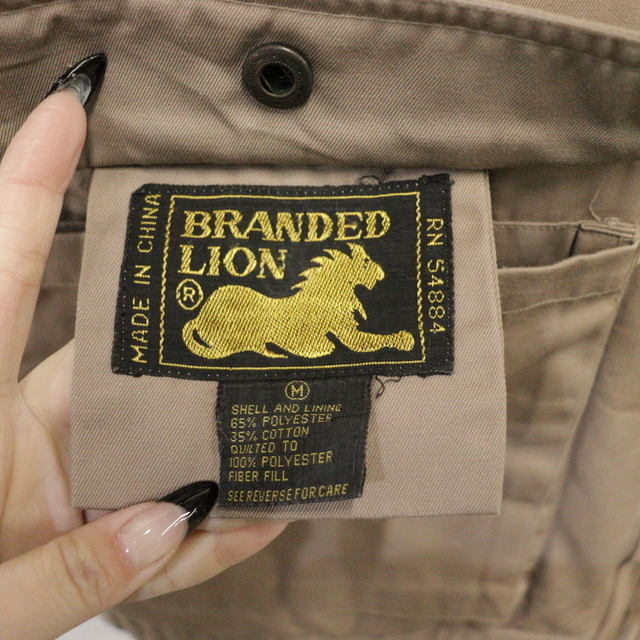 BRANDED
LION
®
MADE IN CHINA
RN 54884
M
SHELL AND LINING
65% POLYESTER
35% COTTON
QUILTED TO
100% POLYESTER
FIBER FILL
SEE REVERSE FOR CARE